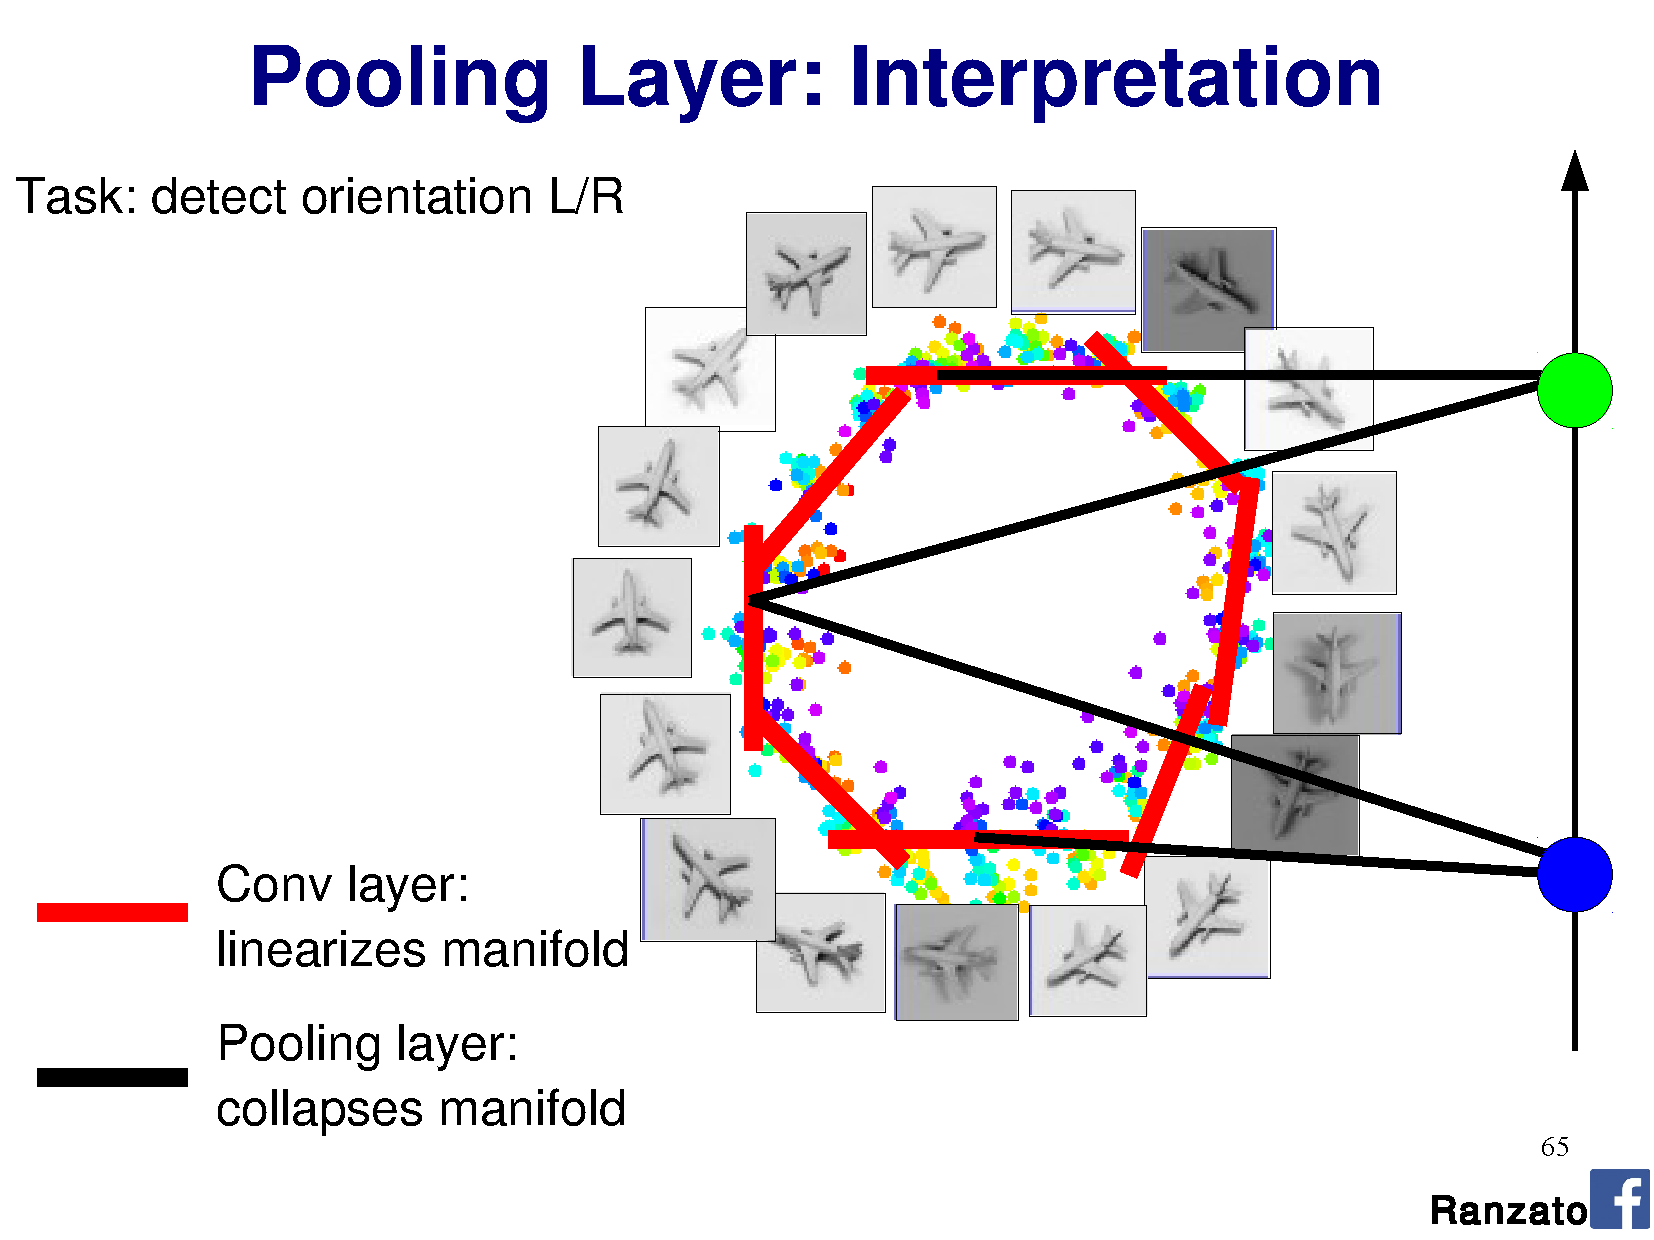 Pooling Layer: Interpretation
Task: detect orientation L/R
Conv layer:
linearizes manifold
Pooling layer:
collapses manifold
65
Ranzato f